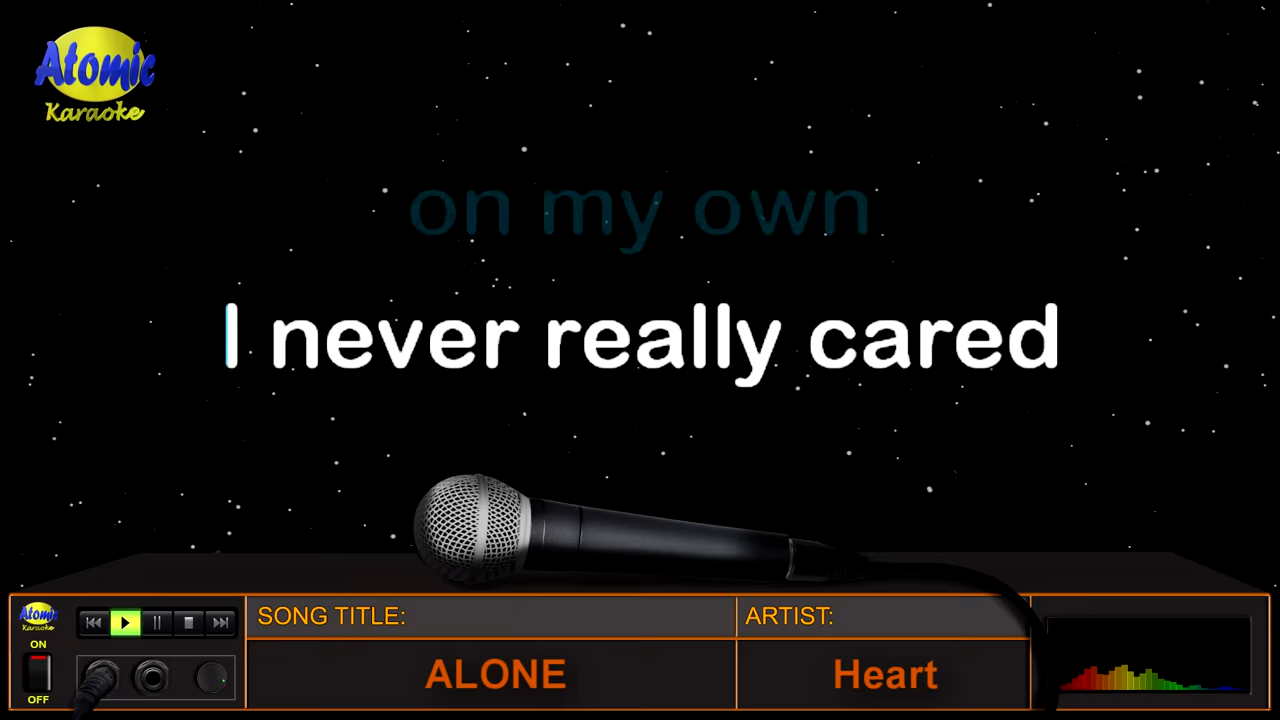 Atomic
Karaoke
on my own
I never really cared
Atomic
Karaoke
ON
OFF
SONG TITLE:
ARTIST:
ALONE
Heart